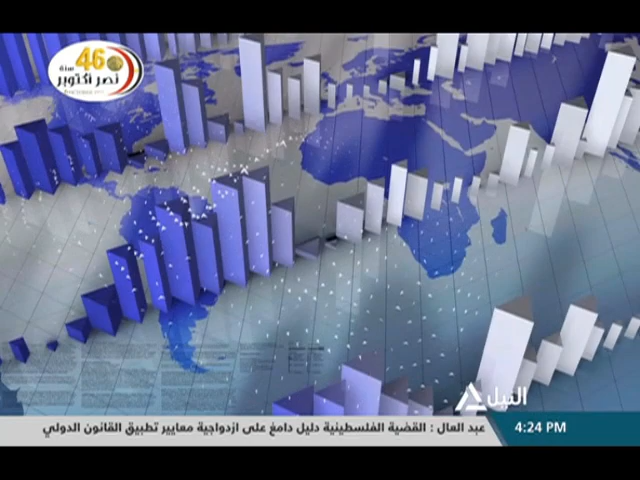 46
سنة
نصر أكتوبر
النيل
عبد العال : القضية الفلسطينية دليل دامغ على ازدواجية معايير تطبيق القانون الدولي
4:24 PM